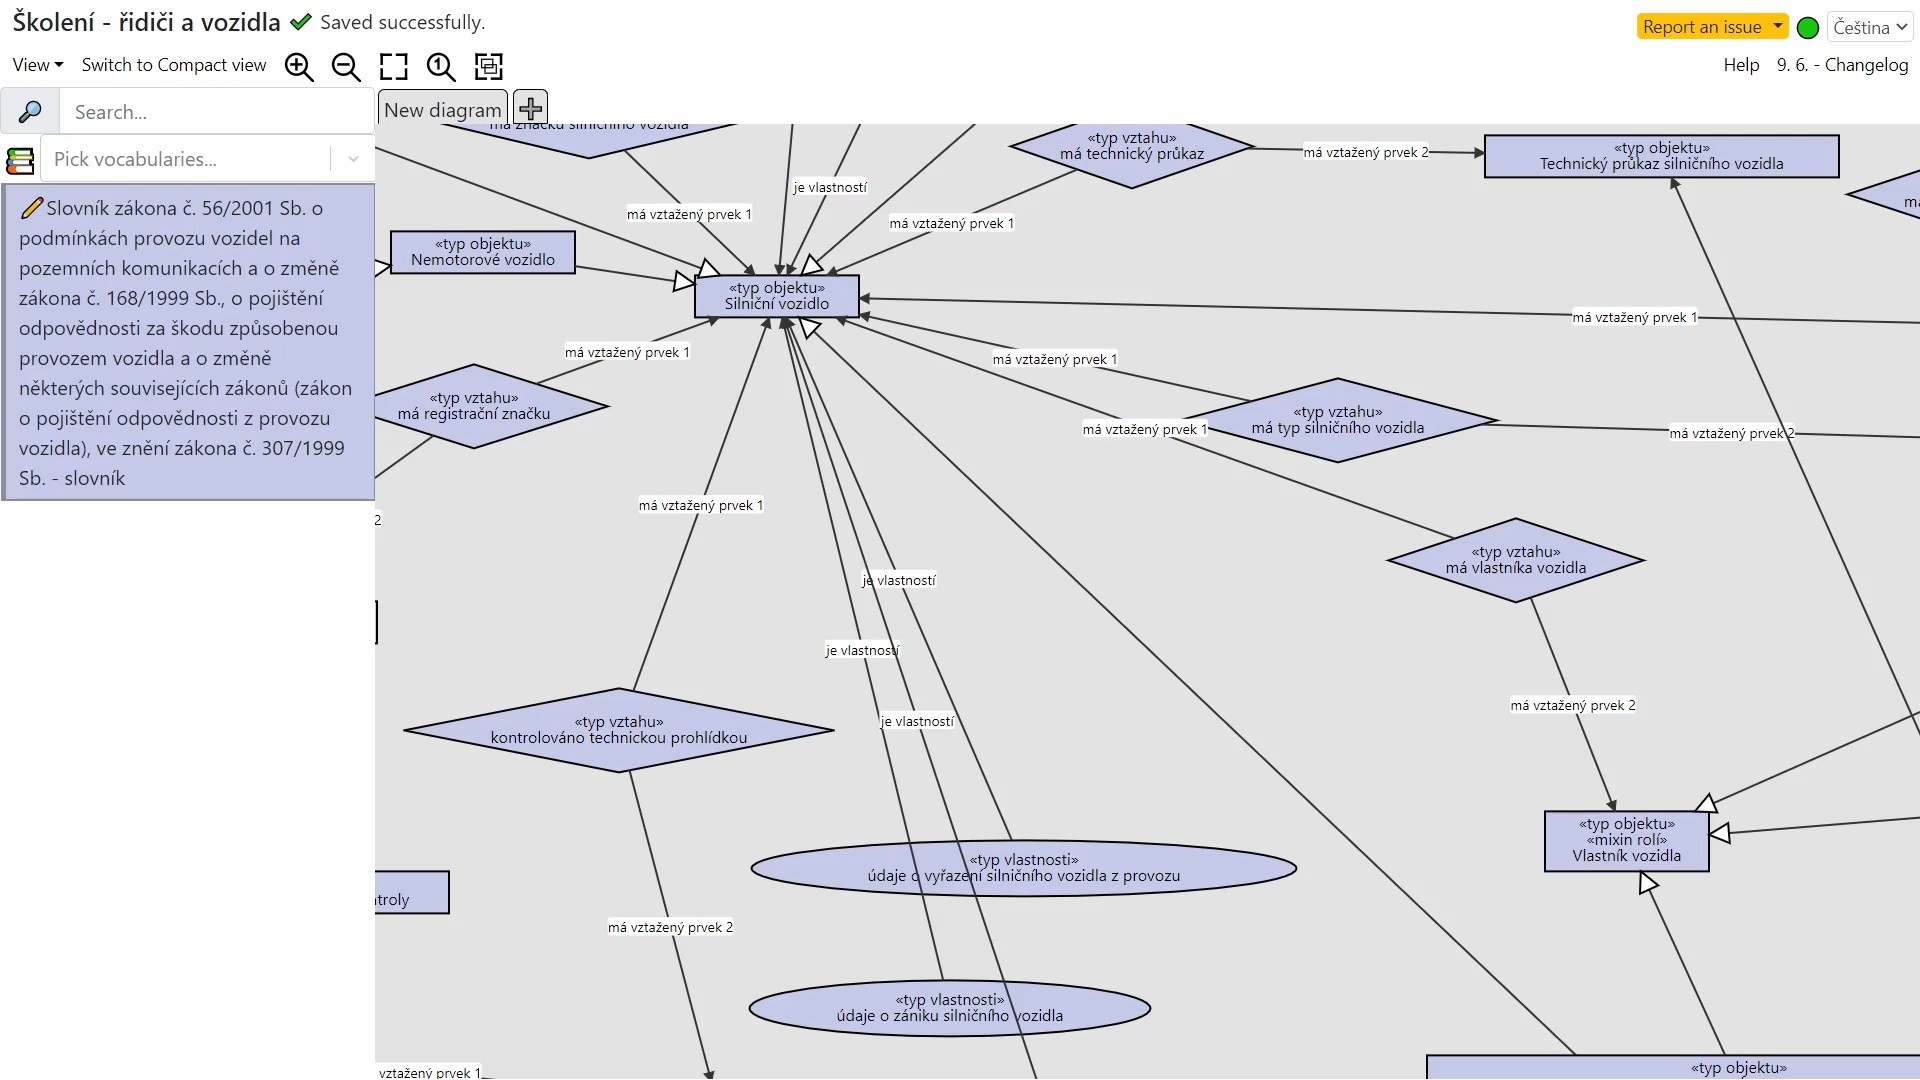 Školení - řidiči a vozidla ✔ Saved successfully.
Report an issue
Čeština
View
Switch to Compact view
Help
9. 6. - Changelog
Search...
New diagram
Pick vocabularies...
Slovník zákona č. 56/2001 Sb. o
podmínkách provozu vozidel na
pozemních komunikacích a o změně
zákona č. 168/1999 Sb., o pojištění
odpovědnosti za škodu způsobenou
provozem vozidla a o změně
některých souvisejících zákonů (zákon
o pojištění odpovědnosti z provozu
vozidla), ve znění zákona č. 307/1999
Sb. - slovník
má značku silničního vozidla
«typ vztahu»
má technický průkaz
má vztažený prvek 2
«typ objektu»
Technický průkaz silničního vozidla
je vlastností
má vztažený prvek 1
má vztažený prvek 1
«typ objektu»
Nemotorové vozidlo
«typ objektu»
Silniční vozidlo
má vztažený prvek 1
má vztažený prvek 1
má vztažený prvek 1
«typ vztahu»
má registrační značku
«typ vztahu»
má typ silničního vozidla
má vztažený prvek 1
má vztažený prvek 2
má vztažený prvek 1
2
«typ vztahu»
má vlastníka vozidla
je vlastností
je vlastností
má vztažený prvek 2
je vlastností
«typ vztahu»
kontrolováno technickou prohlídkou
«typ objektu»
«mixin rolí»
Vlastník vozidla
«typ vlastnosti»
údaje o vyřazení silničního vozidla z provozu
troly
má vztažený prvek 2
«typ vlastnosti»
údaje o zániku silničního vozidla
vztažený prvek 1
«typ objektu»